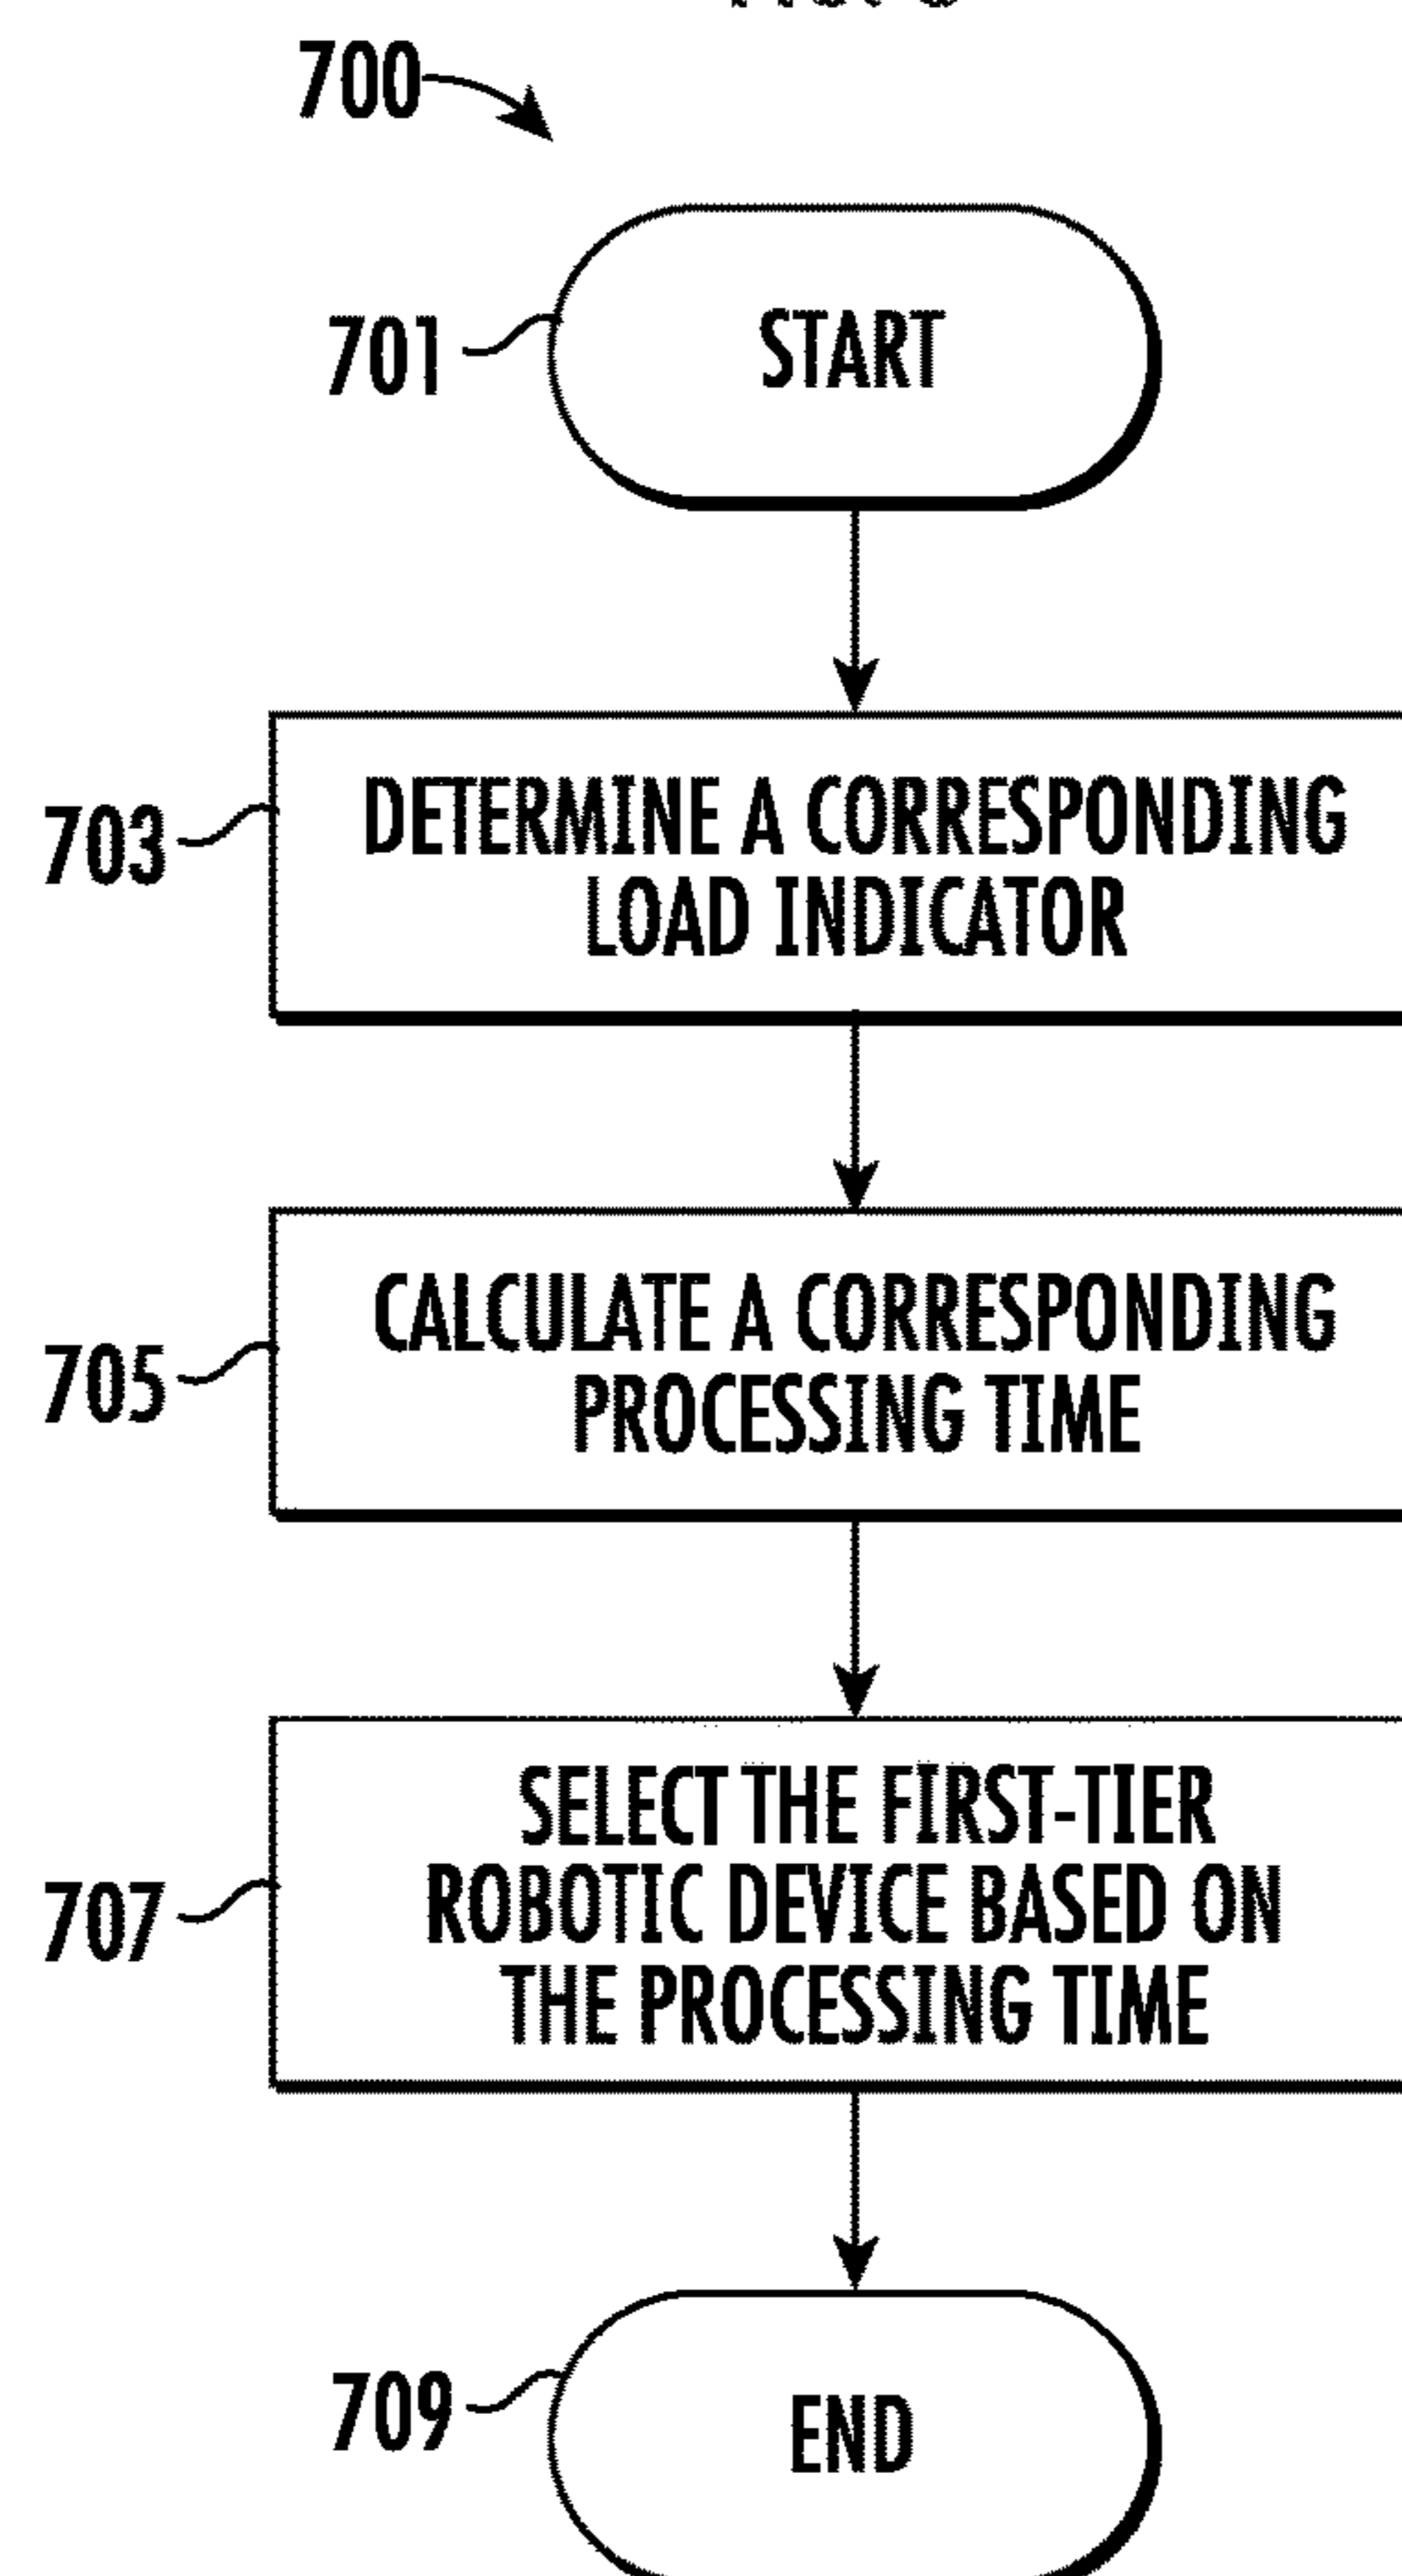 700
701
START
703
DETERMINE A CORRESPONDING
LOAD INDICATOR
705
CALCULATE A CORRESPONDING
PROCESSING TIME
707
SELECT THE FIRST-TIER
ROBOTIC DEVICE BASED ON
THE PROCESSING TIME
709
END